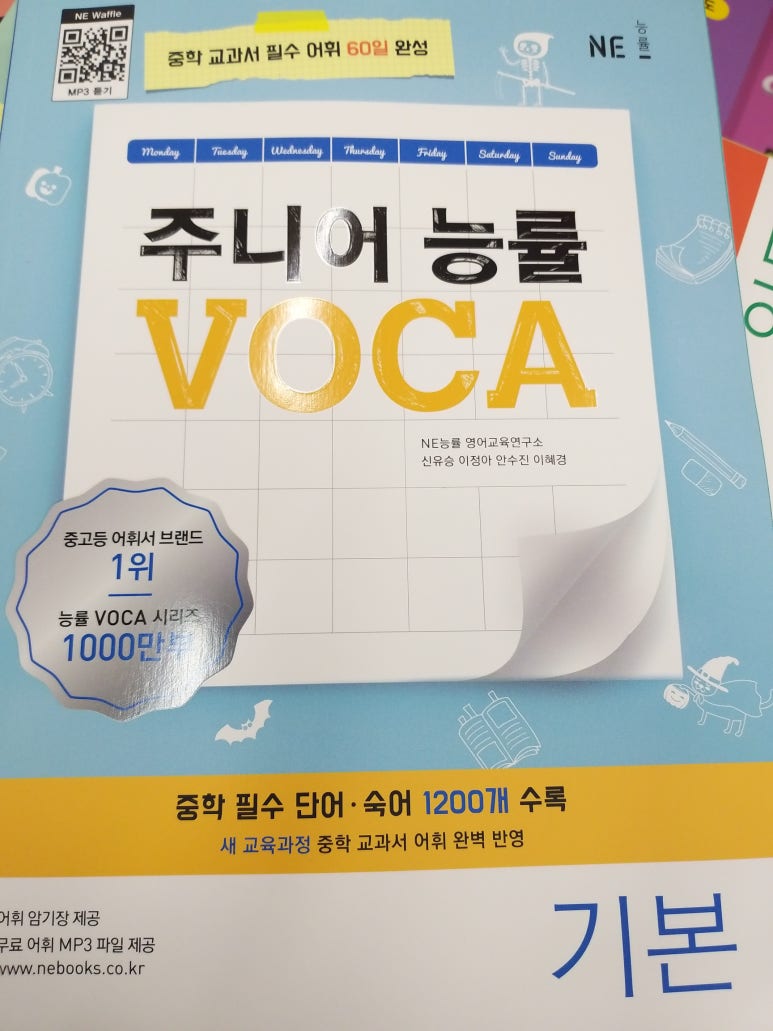 NE Waffle
MP3 듣기
중학 교과서 필수 어휘 60일 완성
NE 능률
Monday Tuesday Wednesday Thursday Friday Saturday Sunday
주니어 능률
VOCA
NE능률 영어교육연구소
신유승 이정아 안수진 이혜경
중고등 어휘서 브랜드
1위
능률 VOCA 시리즈
1000만부
중학 필수 단어·숙어 1200개 수록
새 교육과정 중학 교과서 어휘 완벽 반영
어휘 암기장 제공
무료 어휘 MP3 파일 제공
www.nebooks.co.kr
기본